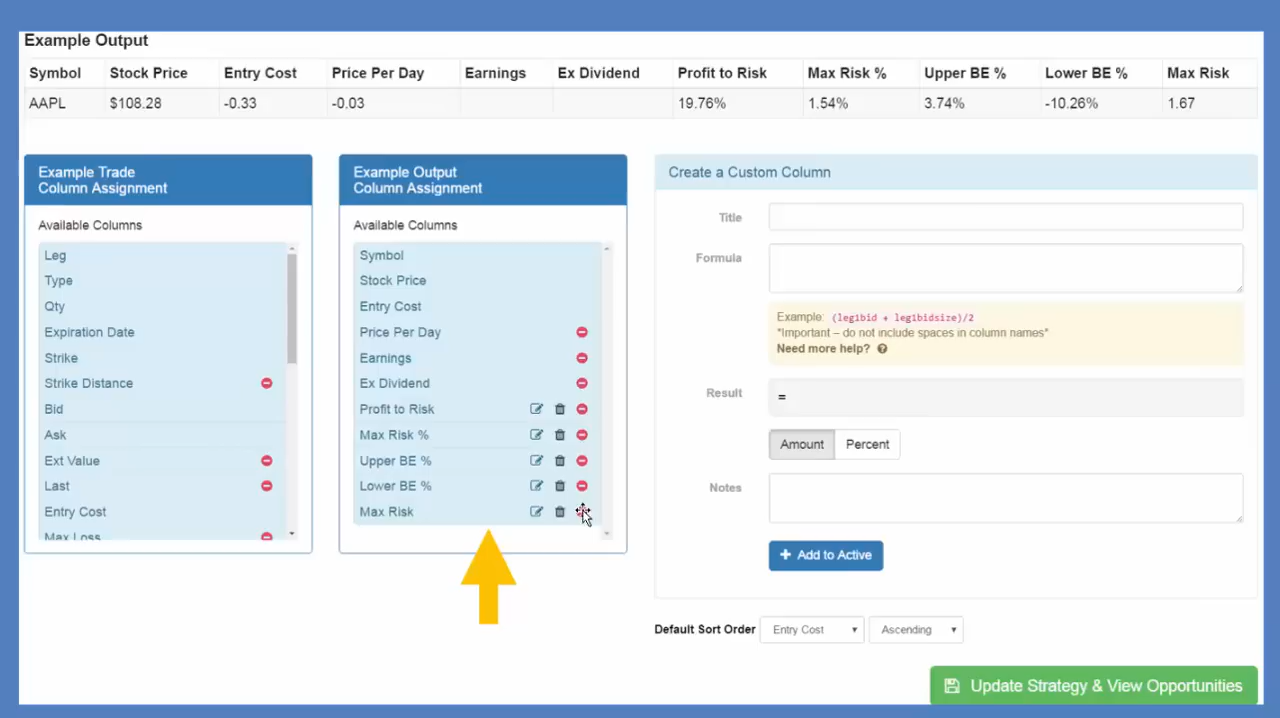 Example Output
Symbol Stock Price Entry Cost Price Per Day Earnings Ex Dividend Profit to Risk Max Risk % Upper BE % Lower BE % Max Risk
AAPL $108.28 -0.33 -0.03 19.76% 1.54% 3.74% -10.26% 1.67
Example Trade
Column Assignment
Available Columns
Leg
Type
Qty
Expiration Date
Strike
Strike Distance
Bid
Ask
Ext Value
Last
Entry Cost
Max Loss
Example Output
Column Assignment
Available Columns
Symbol
Stock Price
Entry Cost
Price Per Day
Earnings
Ex Dividend
Profit to Risk
Max Risk %
Upper BE %
Lower BE %
Max Risk
Create a Custom Column
Title
Formula
Example: (leg1bid + leg1bidsize)/2
*Important – do not include spaces in column names*
Need more help? ?
Result =
Amount Percent
Notes
+ Add to Active
Default Sort Order Entry Cost Ascending
Update Strategy & View Opportunities